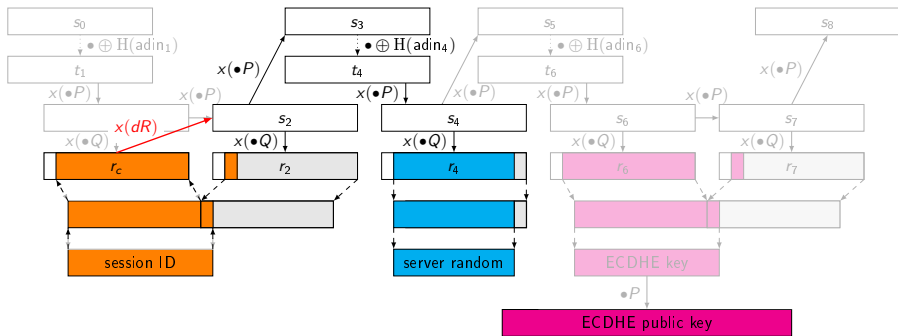 s₀ s₃ s₅ s₈
• ⊕ H(adin₁) • ⊕ H(adin₄) • ⊕ H(adin₆)
x(•P) x(•P)
t₁ t₄ t₆
x(•P) x(•P) x(•P) x(•P) x(•P) x(•P)
x(dR) s₂ s₄ s₆ s₇
x(•Q) x(•Q) x(•Q) x(•Q) x(•Q)
r_c r₂ r₄ r₆ r₇
session ID server random ECDHE key
•P
ECDHE public key